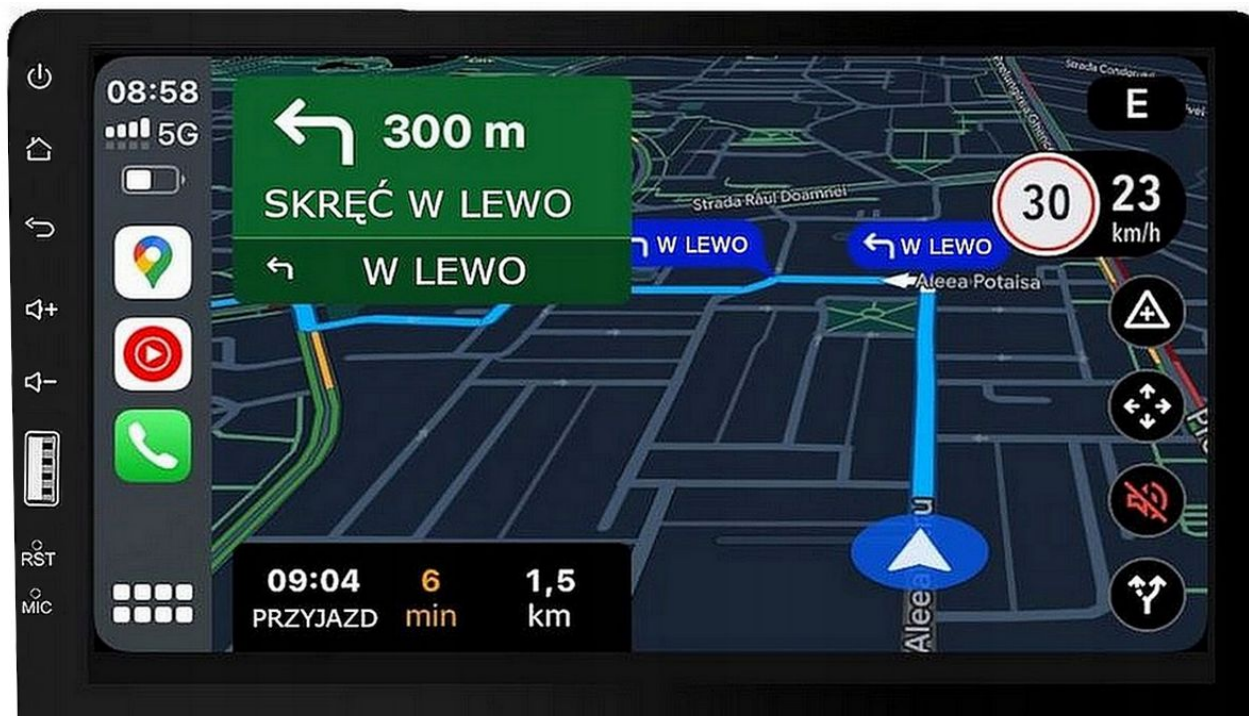 08:58
5G
300 m
SKRĘĆ W LEWO
W LEWO
W LEWO
W LEWO
Strada Râul Doamnei
Aleea Potaisa
E
30
23
km/h
RST
MIC
09:04
6
1,5
PRZYJAZD
min
km
Aleea